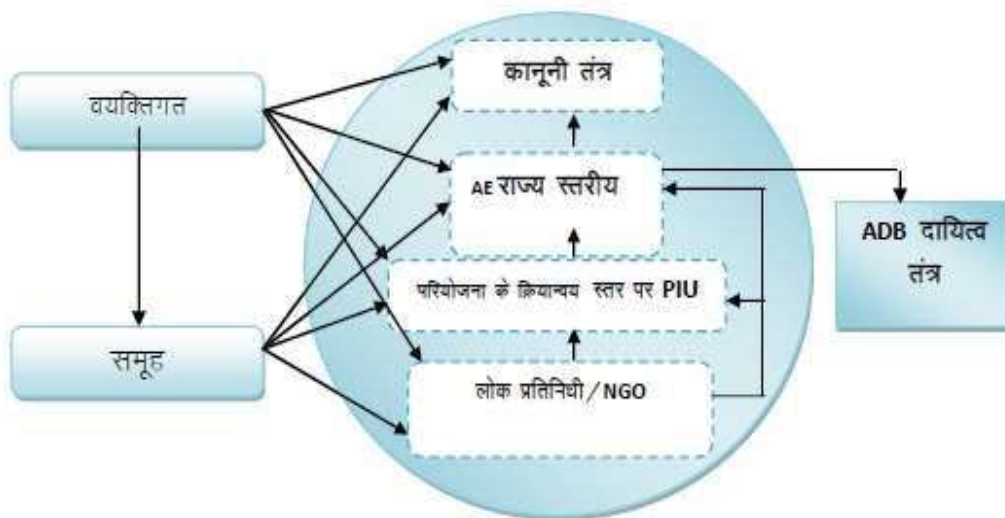 कानूनी तंत्र
वयक्तिगत
AE राज्य स्तरीय
ADB दायित्व
तंत्र
परियोजना के क्रियान्वय स्तर पर PIU
समूह
लोक प्रतिनिधी/NGO